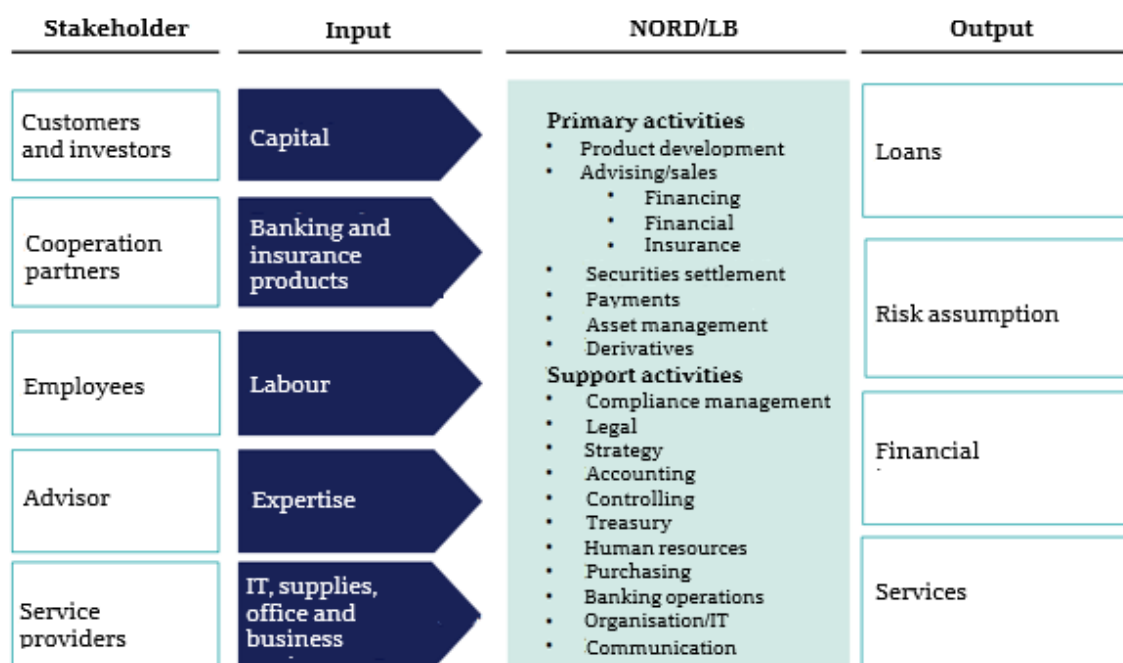 Stakeholder
Input
NORD/LB
Output
Customers
and investors
Capital
Cooperation
partners
Banking and
insurance
products
Employees
Labour
Advisor
Expertise
Service
providers
IT, supplies,
office and
business
Primary activities
• Product development
• Advising/sales
• Financing
• Financial
• Insurance
• Securities settlement
• Payments
• Asset management
• Derivatives
Support activities
• Compliance management
• Legal
• Strategy
• Accounting
• Controlling
• Treasury
• Human resources
• Purchasing
• Banking operations
• Organisation/IT
• Communication
Loans
Risk assumption
Financial
Services